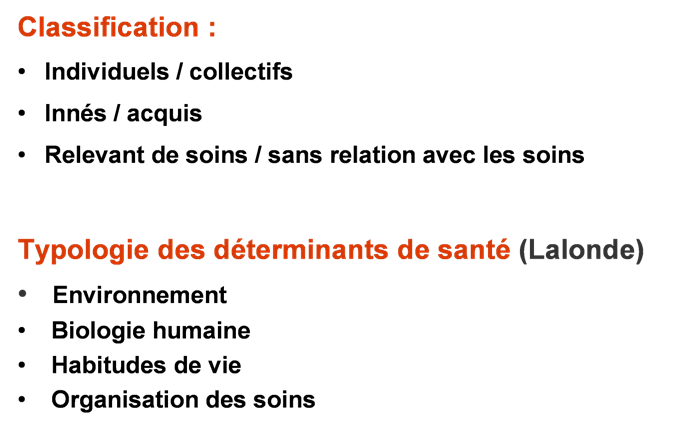 Classification :
• Individuels / collectifs
• Innés / acquis
• Relevant de soins / sans relation avec les soins
Typologie des déterminants de santé (Lalonde)
• Environnement
• Biologie humaine
• Habitudes de vie
• Organisation des soins